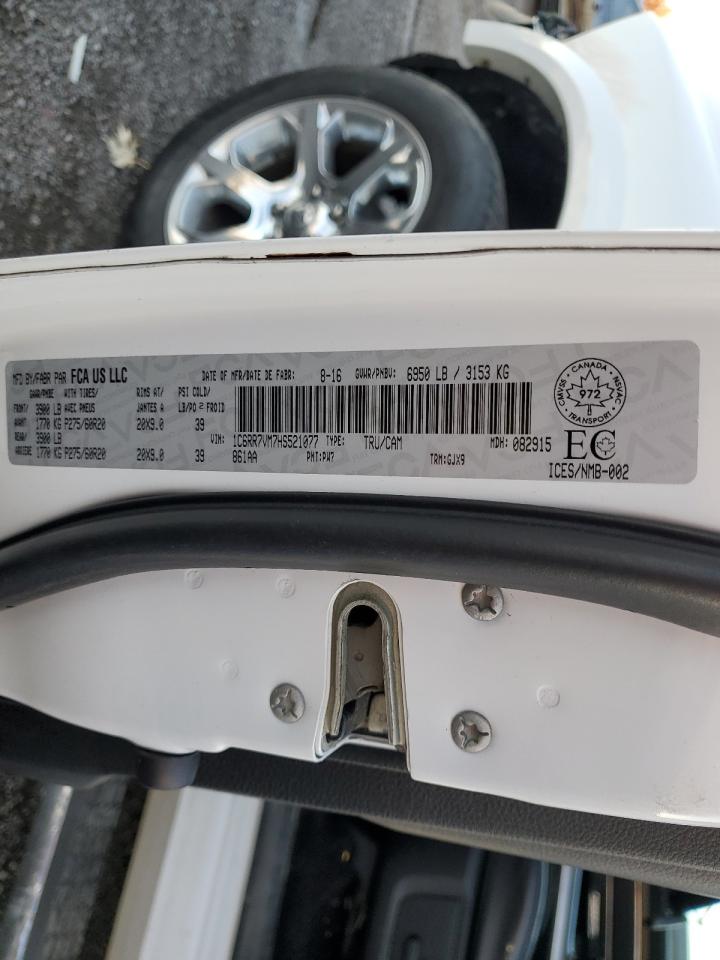 MFD BY/FABR PAR FCA US LLC
DATE OF MFR/DATE DE FABR: 8-16 GVWR/PNBV: 6950 LB / 3153 KG
GAWR/PNBE WITH TIRES/ RIMS AT/ PSI COLD/
FRONT/ 3900 LB AVEC PNEUS JANTES A LB/PO 2 FROID
AVANT: 1770 KG P275/60R20 20X9.0 39
REAR/ 3900 LB
ARRIERE 1770 KG P275/60R20 20X9.0 39
VIN: 1C6RR7VM7HS521077 TYPE: TRU/CAM MDH: 082915
861AA PNT:PW7 TRM:GJX9
CANADA
CMVSS NSVAC
972
TRANSPORT
EC
ICES/NMB-002